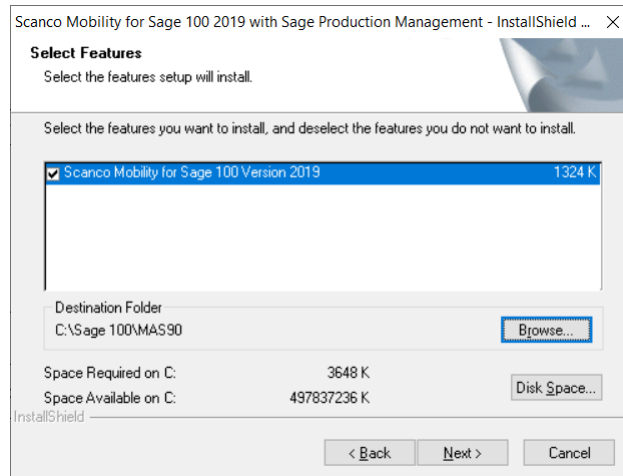 Scanco Mobility for Sage 100 2019 with Sage Production Management - InstallShield ...
Select Features
Select the features setup will install.
Select the features you want to install, and deselect the features you do not want to install.
Scanco Mobility for Sage 100 Version 2019 1324 K
Destination Folder
C:\Sage 100\MAS90 Browse...
Space Required on C: 3648 K
Space Available on C: 497837236 K
Disk Space...
InstallShield
< Back Next > Cancel